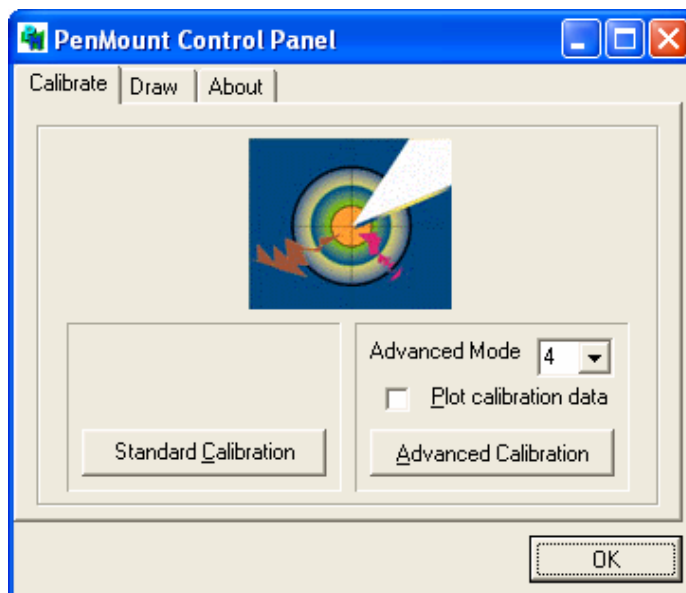 PenMount Control Panel
Calibrate Draw About
Advanced Mode 4
Plot calibration data
Standard Calibration Advanced Calibration
OK